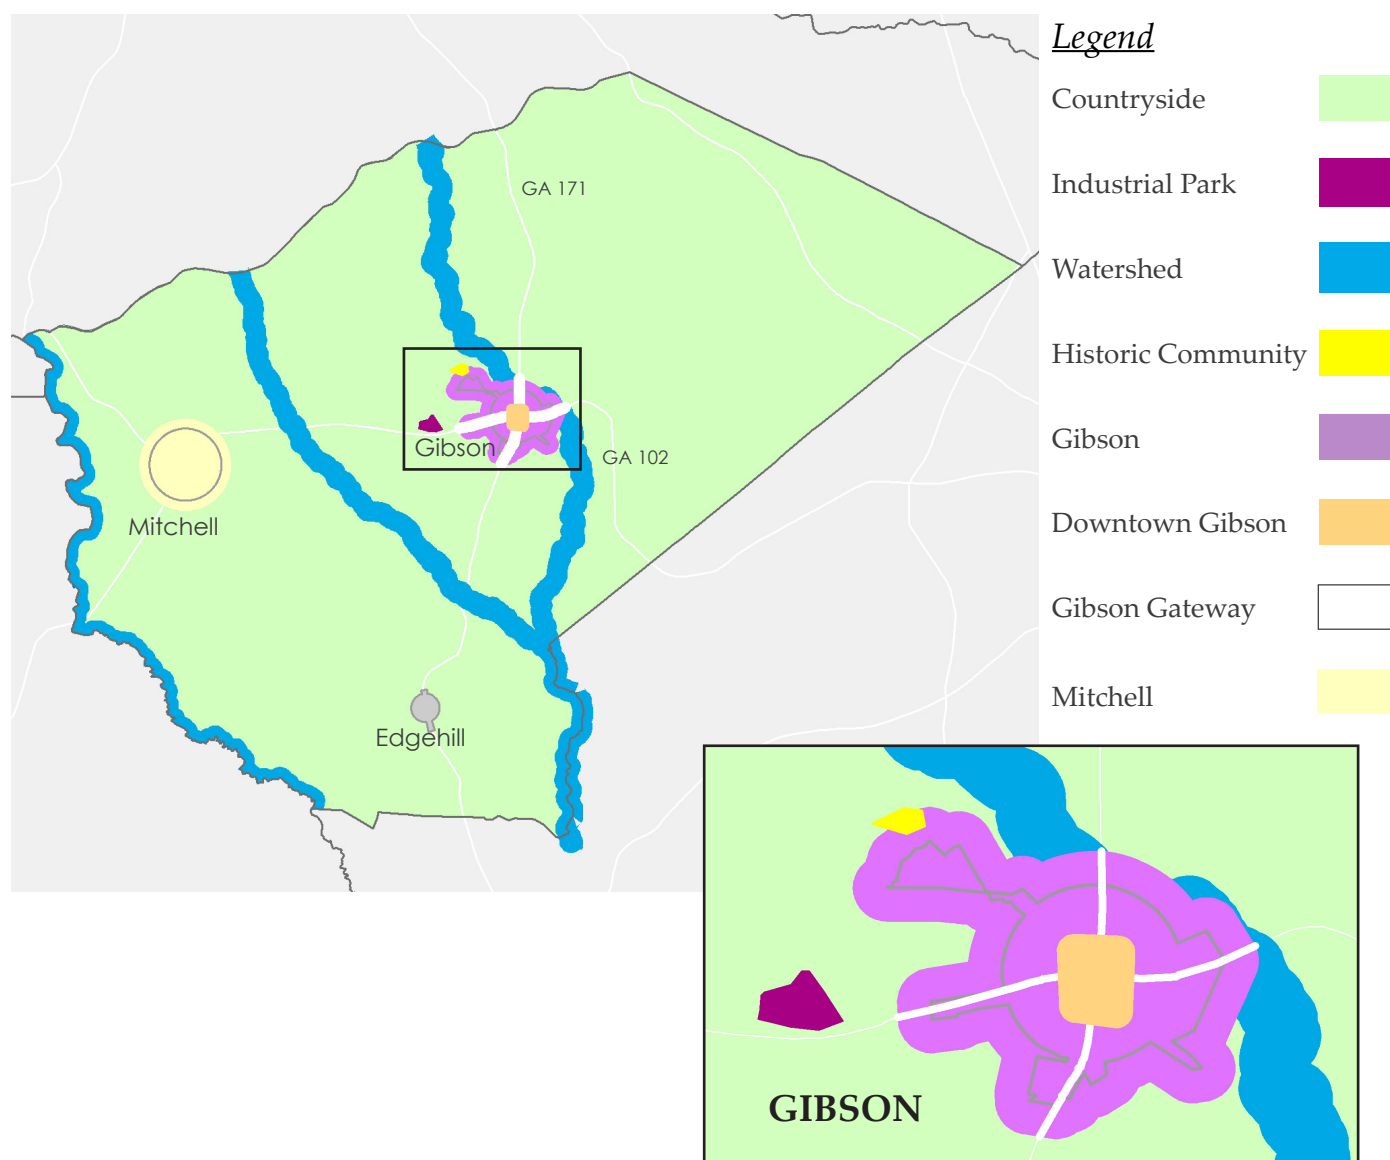 Legend
Countryside
Industrial Park
Watershed
Historic Community
Gibson
Downtown Gibson
Gibson Gateway
Mitchell
GA 171
Gibson
GA 102
Mitchell
Edgehill
GIBSON